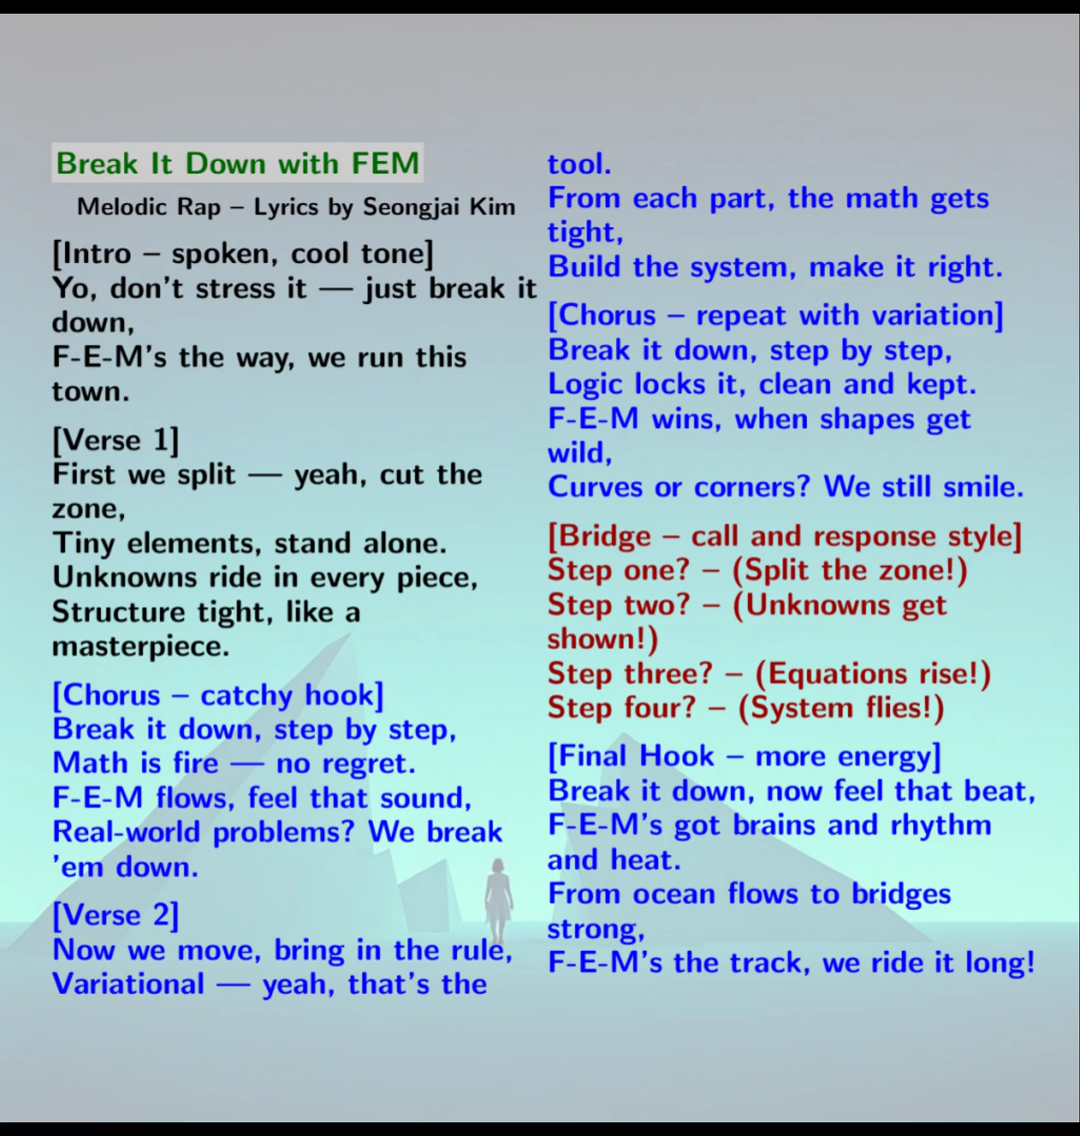 Break It Down with FEM
Melodic Rap – Lyrics by Seongjai Kim
[Intro – spoken, cool tone]
Yo, don't stress it — just break it
down,
F-E-M's the way, we run this
town.
[Verse 1]
First we split — yeah, cut the
zone,
Tiny elements, stand alone.
Unknowns ride in every piece,
Structure tight, like a
masterpiece.
[Chorus – catchy hook]
Break it down, step by step,
Math is fire — no regret.
F-E-M flows, feel that sound,
Real-world problems? We break
'em down.
[Verse 2]
Now we move, bring in the rule,
Variational — yeah, that's the
tool.
From each part, the math gets
tight,
Build the system, make it right.
[Chorus – repeat with variation]
Break it down, step by step,
Logic locks it, clean and kept.
F-E-M wins, when shapes get
wild,
Curves or corners? We still smile.
[Bridge – call and response style]
Step one? – (Split the zone!)
Step two? – (Unknowns get
shown!)
Step three? – (Equations rise!)
Step four? – (System flies!)
[Final Hook – more energy]
Break it down, now feel that beat,
F-E-M's got brains and rhythm
and heat.
From ocean flows to bridges
strong,
F-E-M's the track, we ride it long!